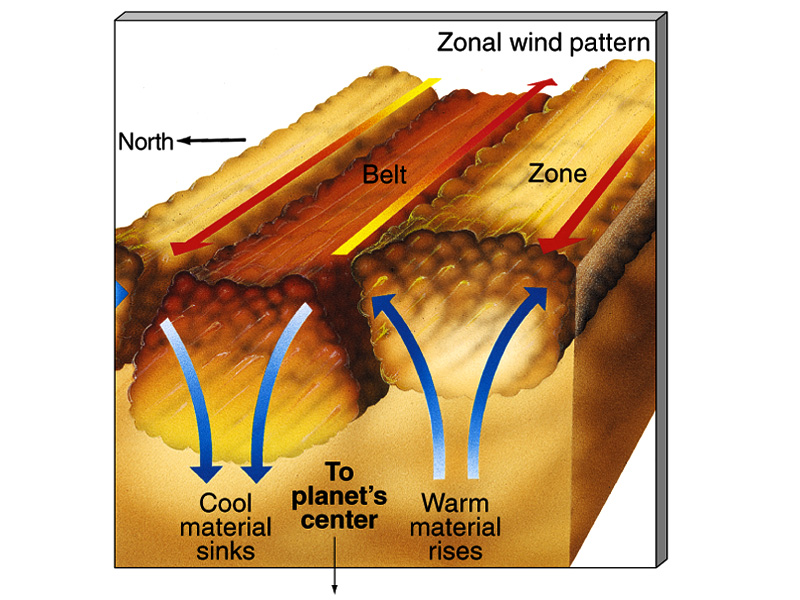 Zonal wind pattern
North
Belt
Zone
To
planet's
center
Cool
material
sinks
Warm
material
rises